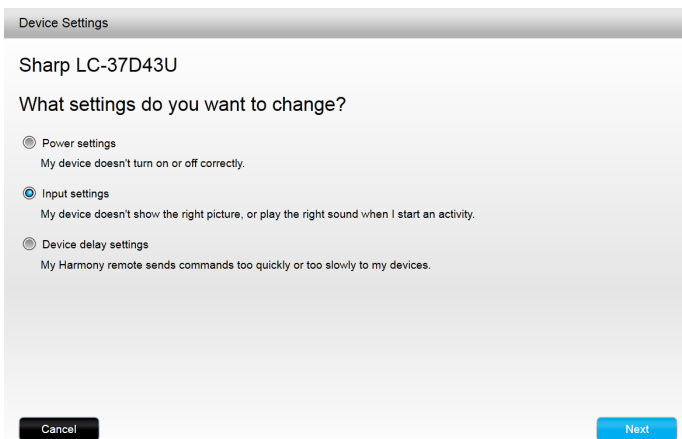 Device Settings
Sharp LC-37D43U
What settings do you want to change?
Power settings
My device doesn't turn on or off correctly.
Input settings
My device doesn't show the right picture, or play the right sound when I start an activity.
Device delay settings
My Harmony remote sends commands too quickly or too slowly to my devices.
Cancel
Next